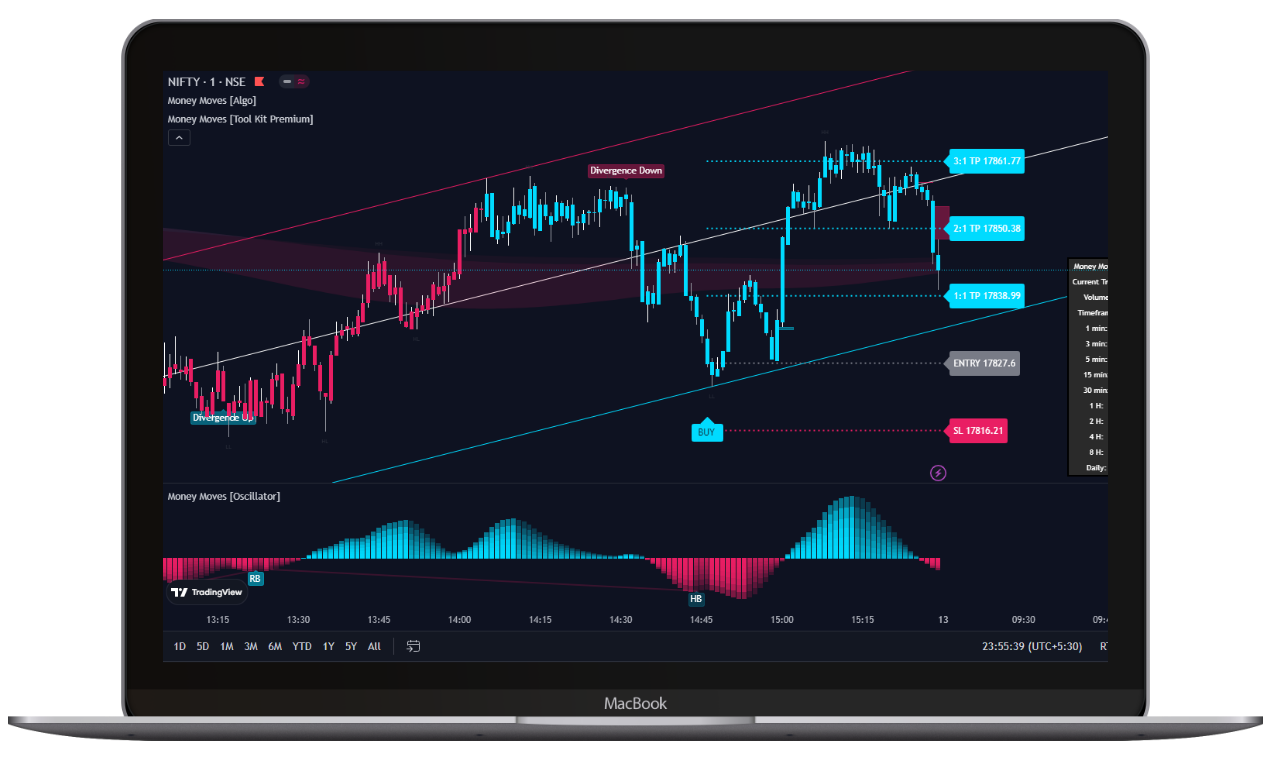 NIFTY · 1 · NSE
Money Moves [Algo]
Money Moves [Tool Kit Premium]
Divergence Down
3:1 TP 17861.77
2:1 TP 17850.38
1:1 TP 17838.99
ENTRY 17827.6
SL 17816.21
Divergence Up
BUY
Money Mo
Current Tr
Volume
Timefram
1 min:
3 min:
5 min:
15 min:
30 min:
1 H:
2 H:
4 H:
8 H:
Daily:
Money Moves [Oscillator]
RB
HB
TradingView
13:15 13:30 13:45 14:00 14:15 14:30 14:45 15:00 15:15 13 09:30 09:4
1D 5D 1M 3M 6M YTD 1Y 5Y All 23:55:39 (UTC+5:30) RT
MacBook